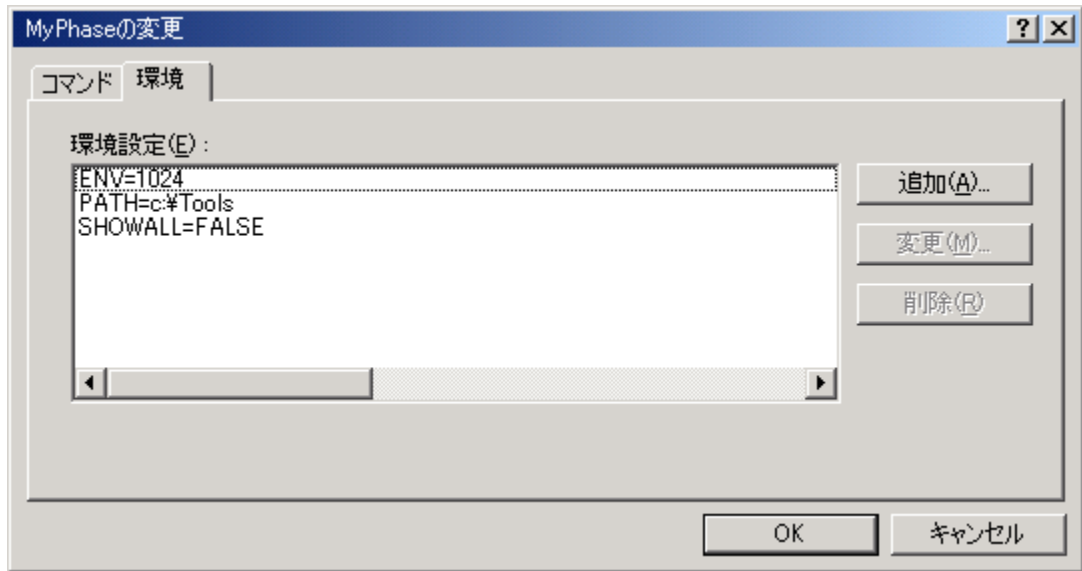 MyPhaseの変更
コマンド 環境
環境設定(E):
ENV=1024
PATH=c:¥Tools
SHOWALL=FALSE
追加(A)...
変更(M)...
削除(R)
OK キャンセル